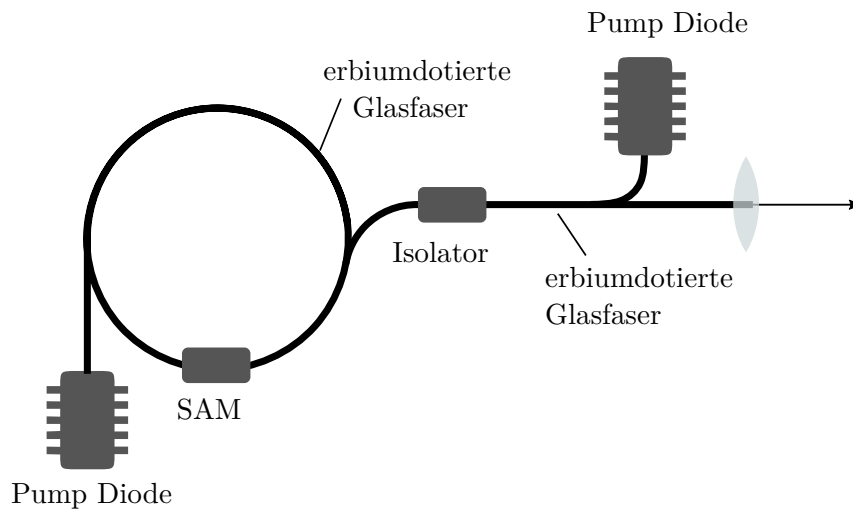 Pump Diode
erbiumdotierte
Glasfaser
Isolator
erbiumdotierte
Glasfaser
SAM
Pump Diode